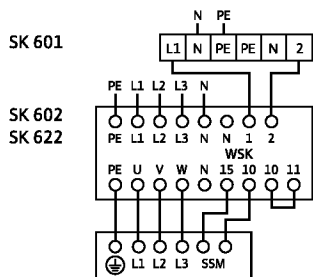 N PE
SK 601
L1 N PE PE N 2
PE L1 L2 L3 N
SK 602
SK 622
PE L1 L2 L3 N N 1 2
WSK
PE U V W N 15 10 10 11
L1 L2 L3 SSM